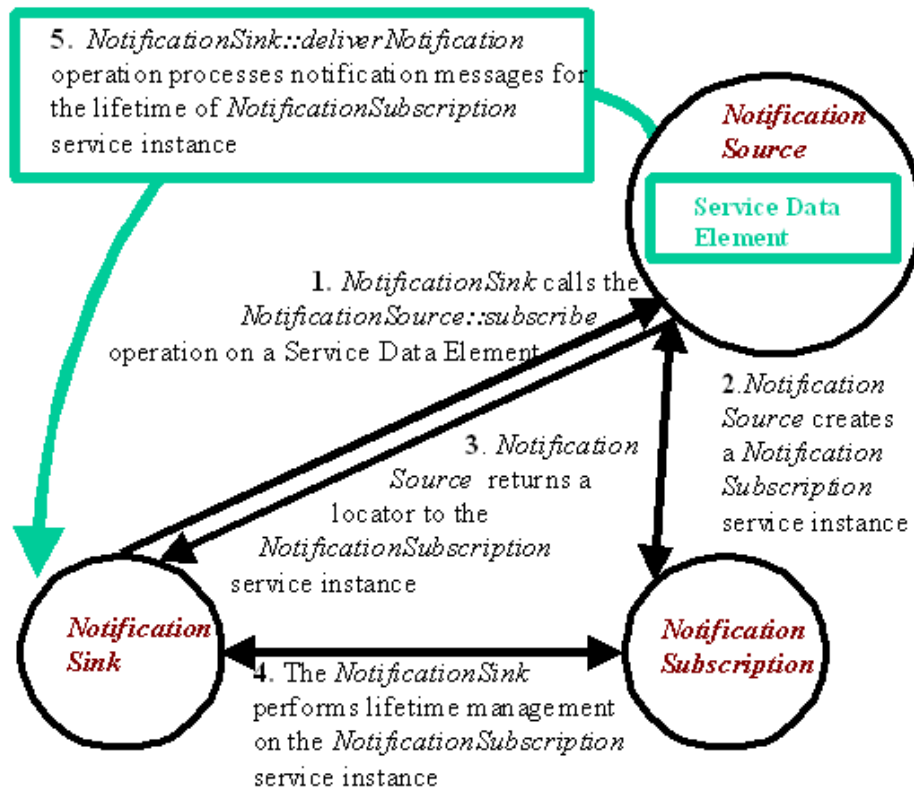 5. NotificationSink::deliverNotification
operation processes notification messages for
the lifetime of NotificationSubscription
service instance
Notification
Source
Service Data
Element
1. NotificationSink calls the
NotificationSource::subscribe
operation on a Service Data Element
2.Notification
Source creates
a Notification
Subscription
service instance
3. Notification
Source returns a
locator to the
NotificationSubscription
service instance
Notification
Sink
Notification
Subscription
4. The NotificationSink
performs lifetime management
on the NotificationSubscription
service instance